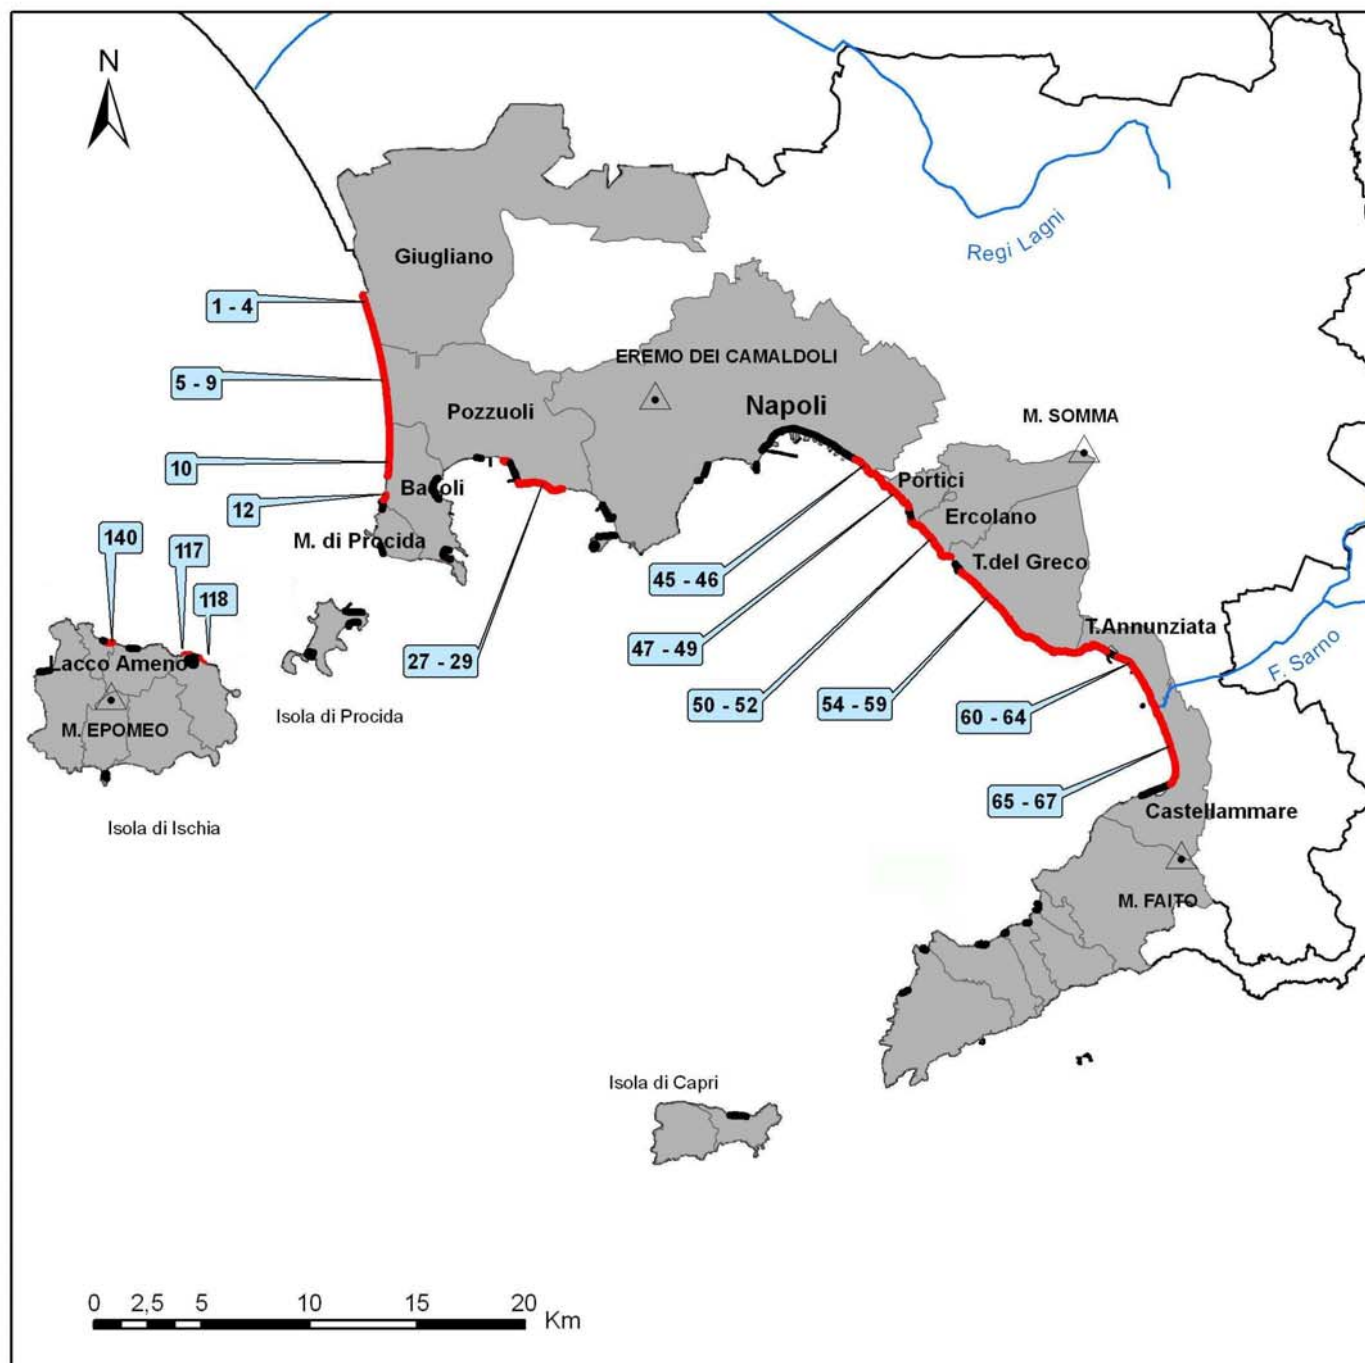 N
Regi Lagni
Giugliano
1 - 4
EREMO DEI CAMALDOLI
5 - 9
Napoli
Pozzuoli
M. SOMMA
10
Portici
Bacoli
12
Ercolano
M. di Procida
140
117
T.del Greco
45 - 46
118
T.Annunziata
47 - 49
F. Sarno
Lacco Ameno
27 - 29
50 - 52
54 - 59
60 - 64
Isola di Procida
M. EPOMEO
65 - 67
Castellammare
Isola di Ischia
M. FAITO
Isola di Capri
0 2,5 5 10 15 20
Km